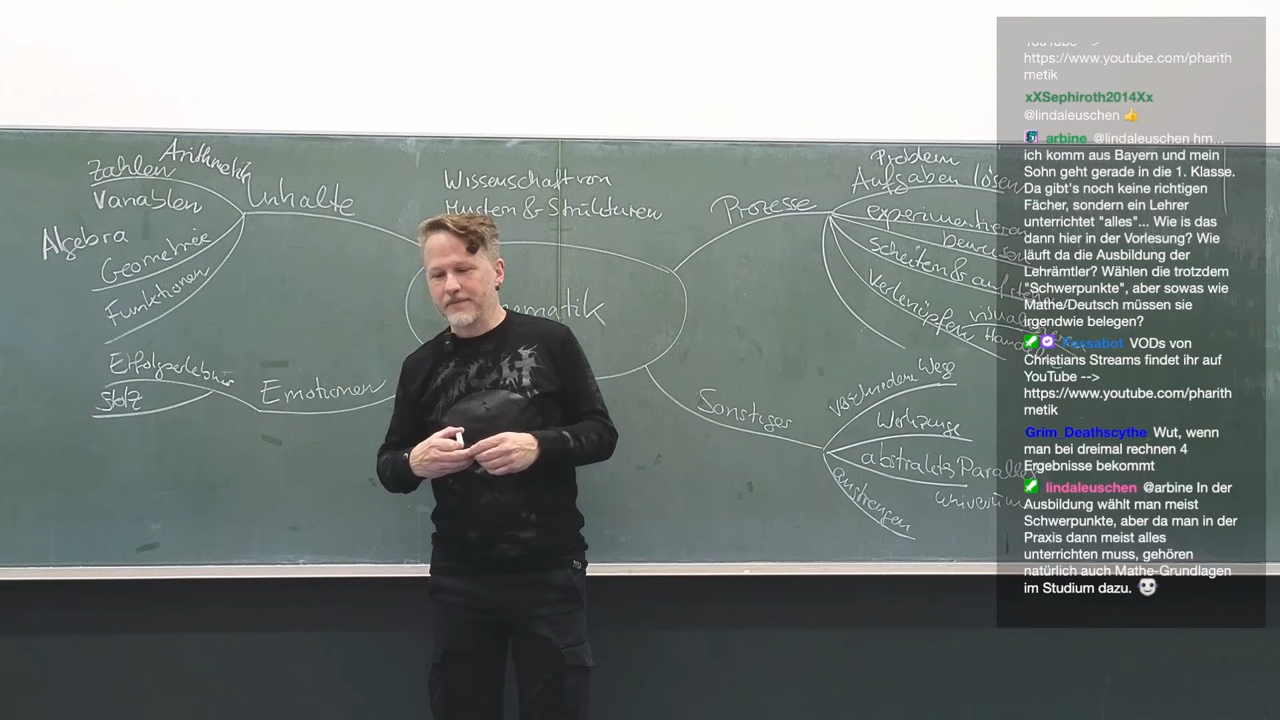 Zahlen
Arithmetik
Variablen
Algebra
Geometrie
Funktionen
Inhalte
Erfolgserlebnis
Stolz
Emotionen
Wissenschaft von
Mustern & Strukturen
ematik
Prozesse
Problem
Aufgaben lösen
experimentieren
beweisen
Scheitern &
Verknüpfen
Sonstiges
verschiedene Weg
Werkzeuge
abstraktes Parallel
universum
anstrengen
https://www.youtube.com/pharith
metik
xXSephiroth2014Xx
@lindaleuschen 👍
arbine @lindaleuschen hm...
ich komm aus Bayern und mein
Sohn geht gerade in die 1. Klasse.
Da gibt's noch keine richtigen
Fächer, sondern ein Lehrer
unterrichtet "alles"... Wie is das
dann hier in der Vorlesung? Wie
läuft da die Ausbildung der
Lehrämtler? Wählen die trotzdem
"Schwerpunkte", aber sowas wie
Mathe/Deutsch müssen sie
irgendwie belegen?
Fossabot VODs von
Christians Streams findet ihr auf
YouTube -->
https://www.youtube.com/pharith
metik
Grim_Deathscythe Wut, wenn
man bei dreimal rechnen 4
Ergebnisse bekommt
lindaleuschen @arbine In der
Ausbildung wählt man meist
Schwerpunkte, aber da man in der
Praxis dann meist alles
unterrichten muss, gehören
natürlich auch Mathe-Grundlagen
im Studium dazu.